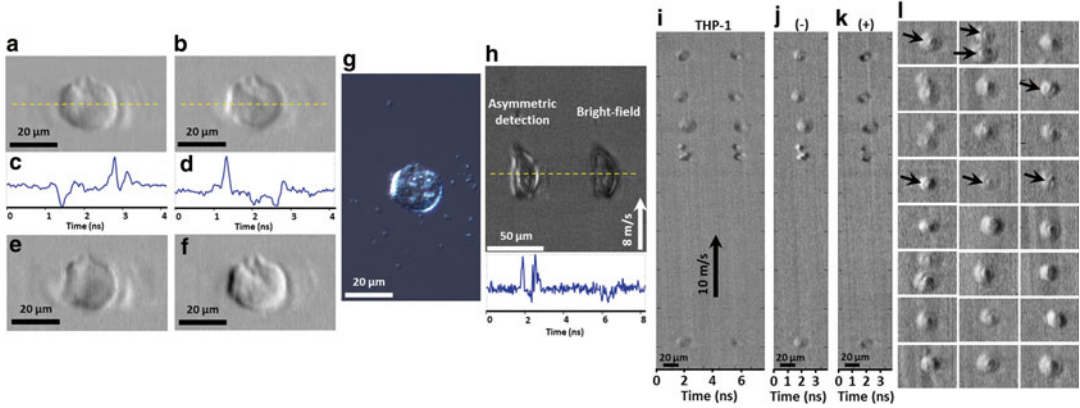 a
20 µm
b
20 µm
c
0 1 2 3 4
Time (ns)
d
0 1 2 3 4
Time (ns)
e
20 µm
f
20 µm
g
20 µm
h
Asymmetric
detection
Bright-field
50 µm
8 m/s
0 2 4 6 8
Time (ns)
i
THP-1
10 m/s
20 µm
0 2 4 6
Time (ns)
j
(-)
20 µm
0 1 2 3
Time (ns)
k
(+)
20 µm
0 1 2 3
Time (ns)
l